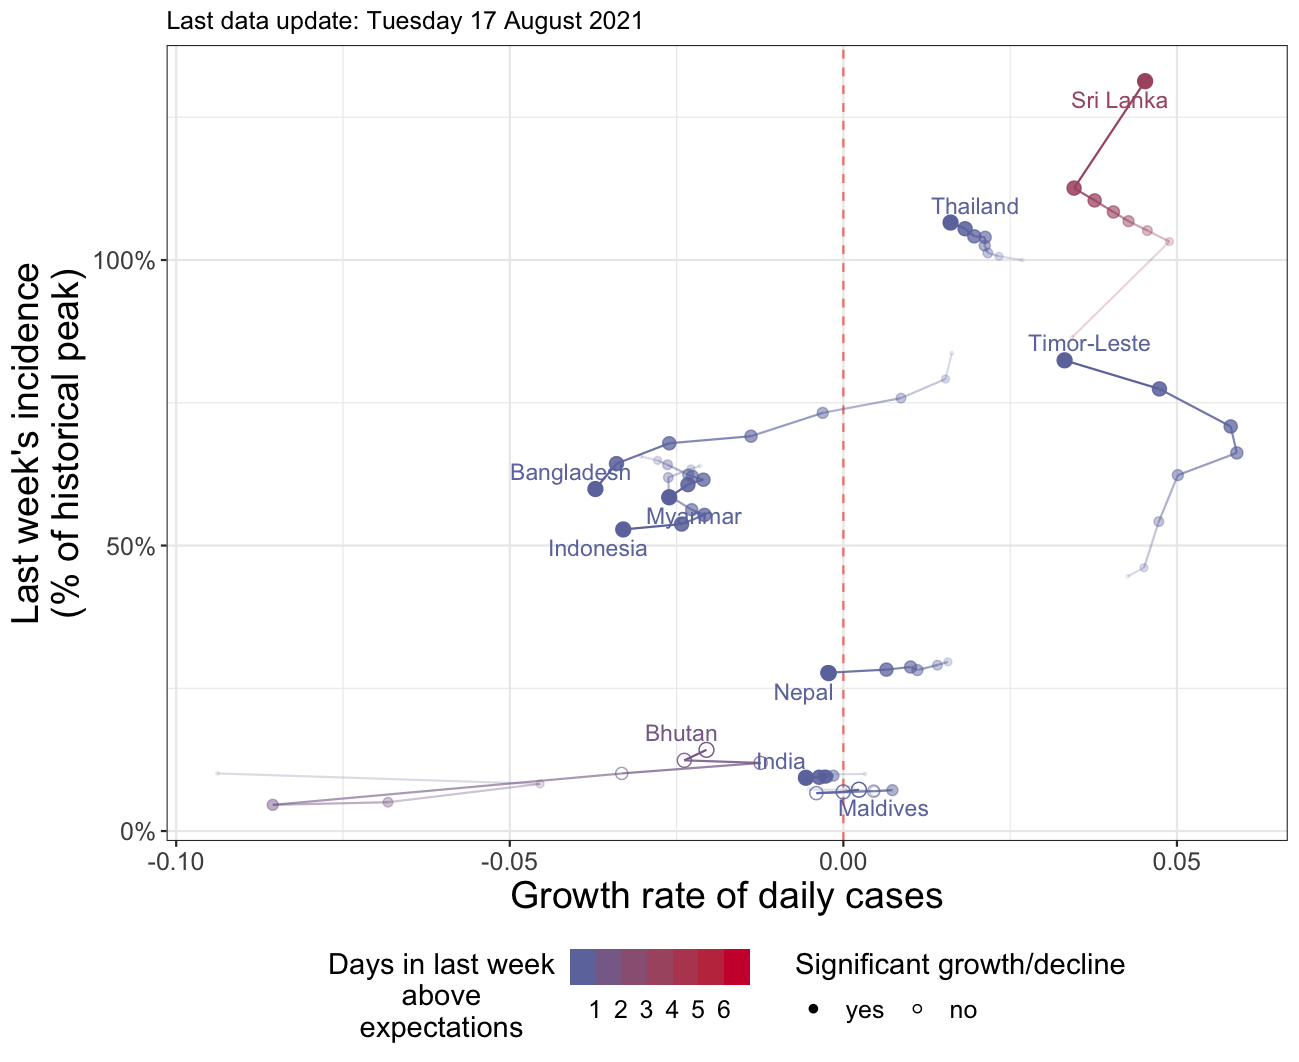 Last data update: Tuesday 17 August 2021
Last week's incidence
(% of historical peak)
100%
50%
0%
Sri Lanka
Thailand
Timor-Leste
Bangladesh
Myanmar
Indonesia
Nepal
Bhutan
India
Maldives
-0.10 -0.05 0.00 0.05
Growth rate of daily cases
Days in last week
above
expectations
1 2 3 4 5 6
Significant growth/decline
yes no